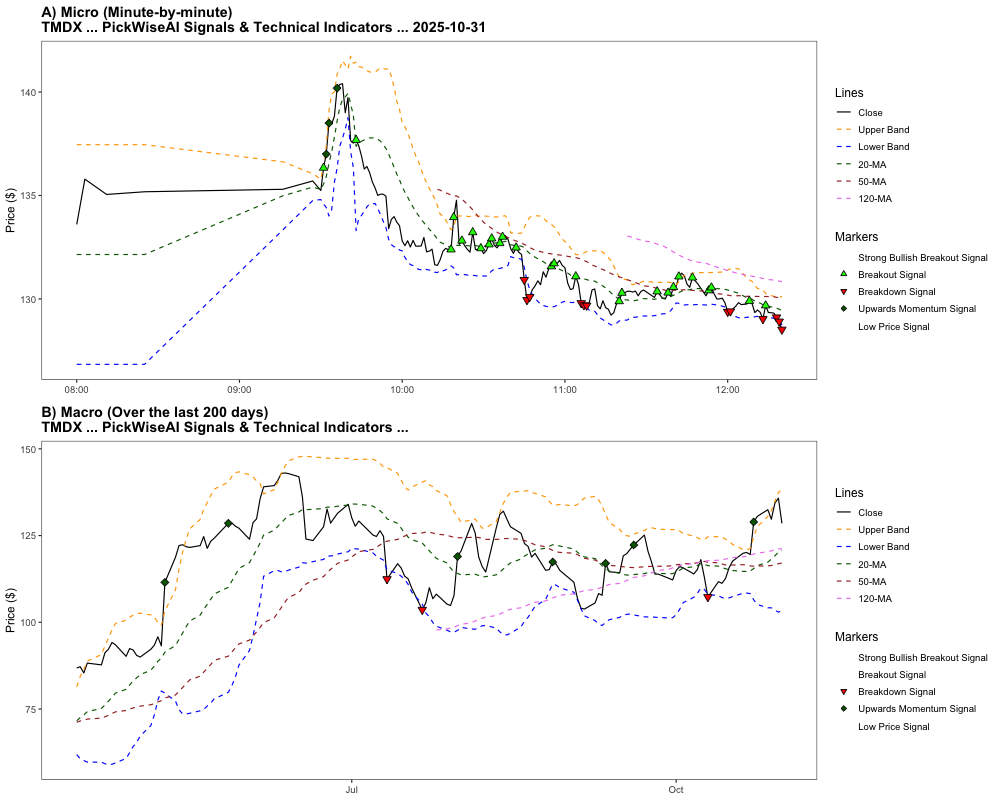 A) Micro (Minute-by-minute)
TMDX ... PickWiseAI Signals & Technical Indicators ... 2025-10-31
Price ($)
140
135
130
08:00
09:00
10:00
11:00
12:00
Lines
Close
Upper Band
Lower Band
20-MA
50-MA
120-MA
Markers
Strong Bullish Breakout Signal
Breakout Signal
Breakdown Signal
Upwards Momentum Signal
Low Price Signal
B) Macro (Over the last 200 days)
TMDX ... PickWiseAI Signals & Technical Indicators ...
Price ($)
150
125
100
75
Jul
Oct
Lines
Close
Upper Band
Lower Band
20-MA
50-MA
120-MA
Markers
Strong Bullish Breakout Signal
Breakout Signal
Breakdown Signal
Upwards Momentum Signal
Low Price Signal